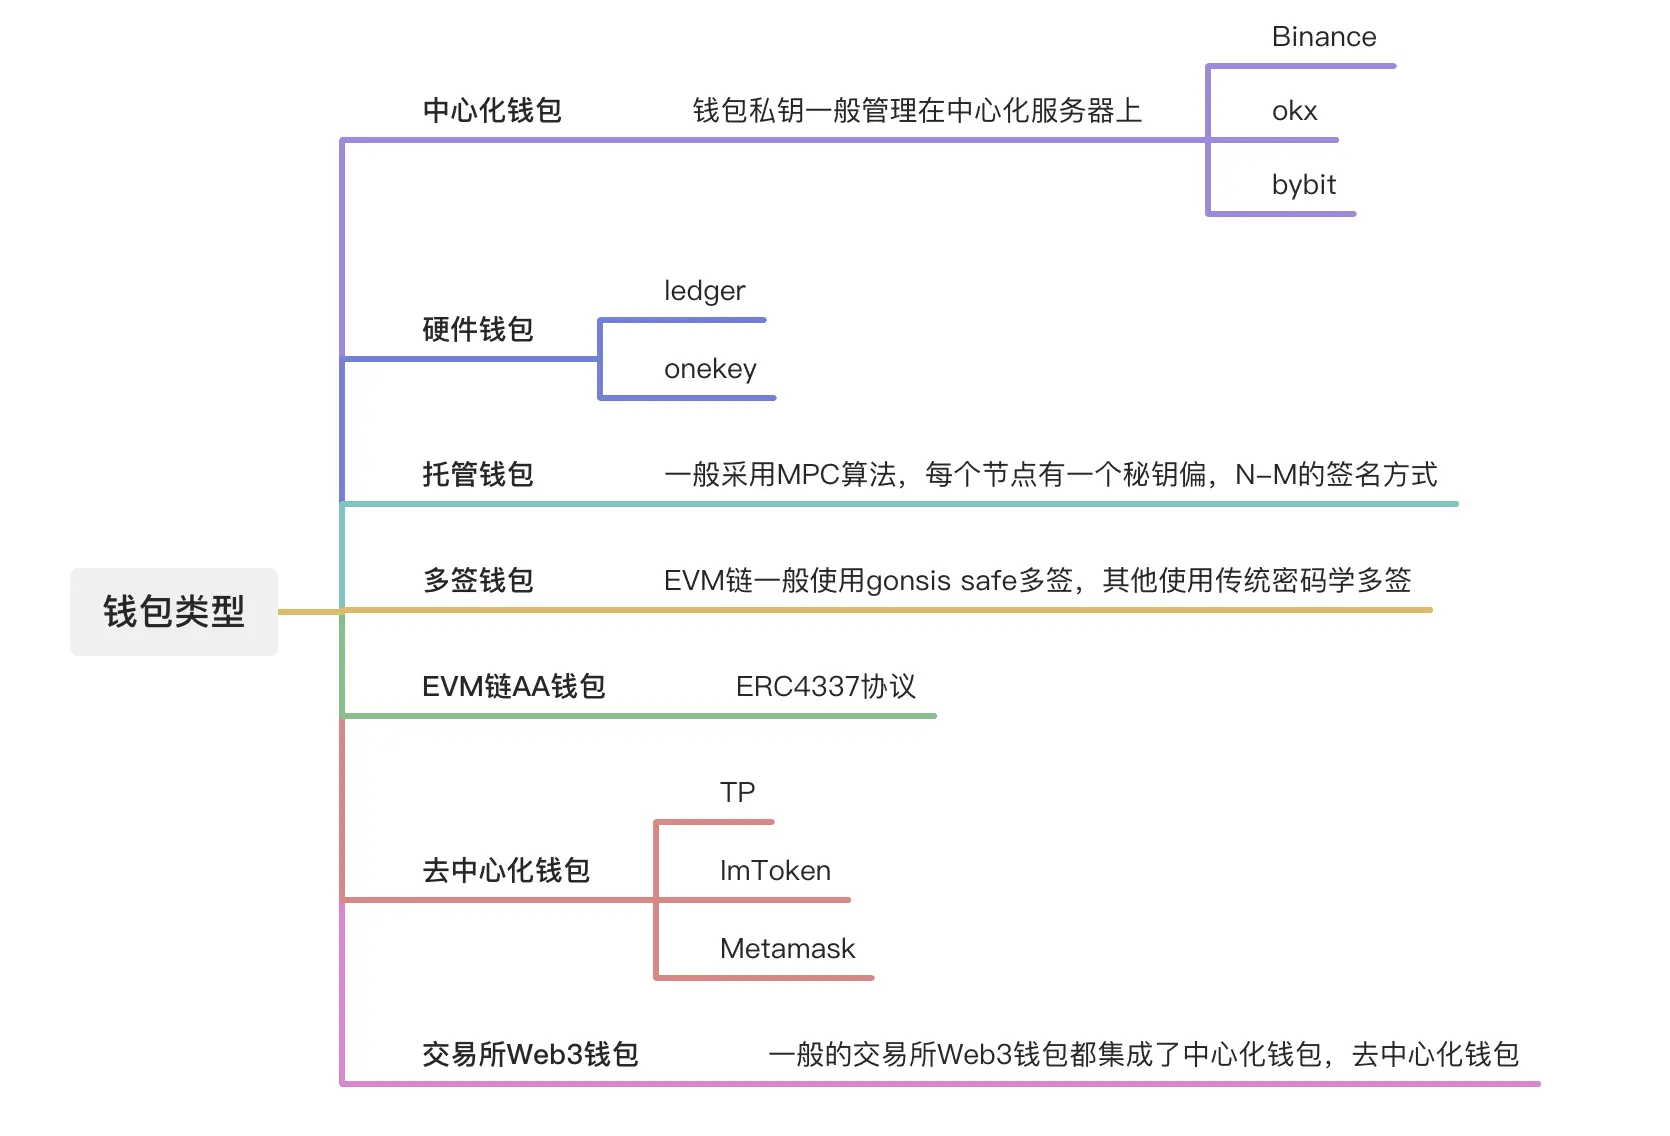 钱包类型
中心化钱包
钱包私钥一般管理在中心化服务器上
Binance
okx
bybit
硬件钱包
ledger
onekey
托管钱包
一般采用MPC算法，每个节点有一个秘钥偏，N-M的签名方式
多签钱包
EVM链一般使用gonsis safe多签，其他使用传统密码学多签
EVM链AA钱包
ERC4337协议
去中心化钱包
TP
ImToken
Metamask
交易所Web3钱包
一般的交易所Web3钱包都集成了中心化钱包，去中心化钱包